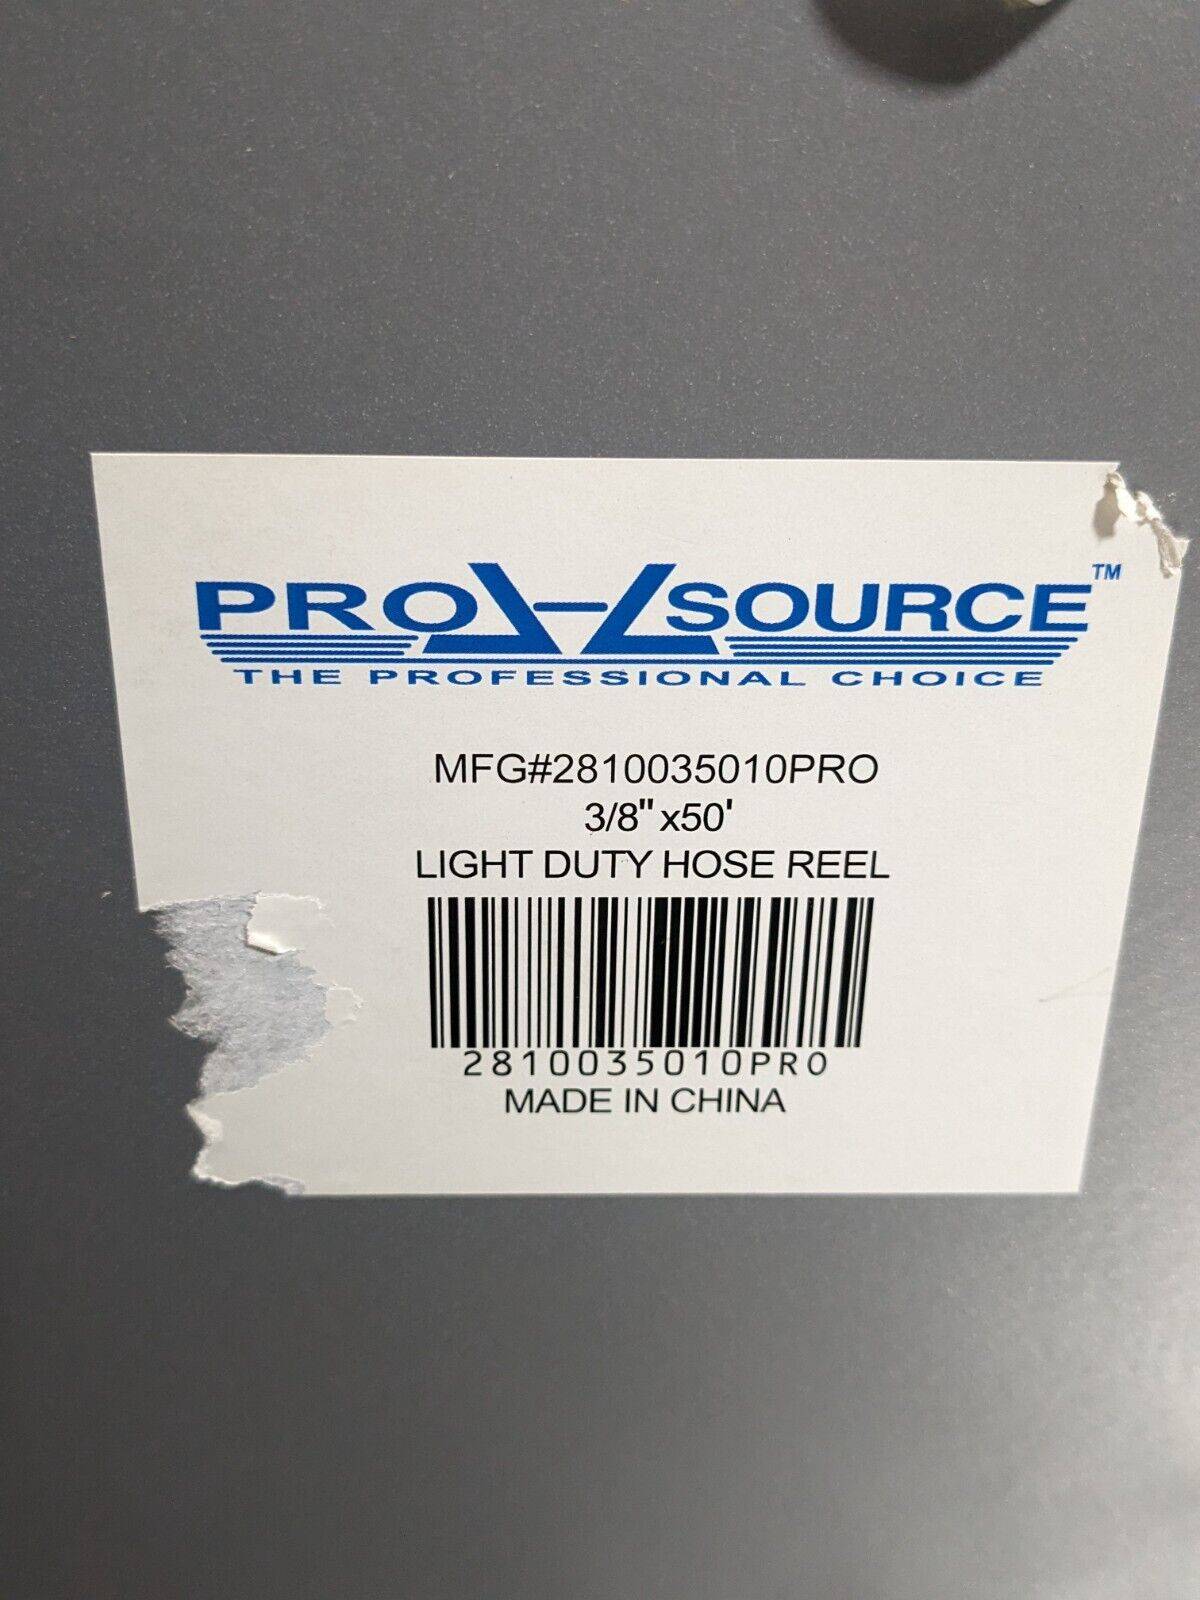 PRO SOURCE™
THE PROFESSIONAL CHOICE
MFG#2810035010PRO
3/8" x50'
LIGHT DUTY HOSE REEL
2810035010PRO
MADE IN CHINA